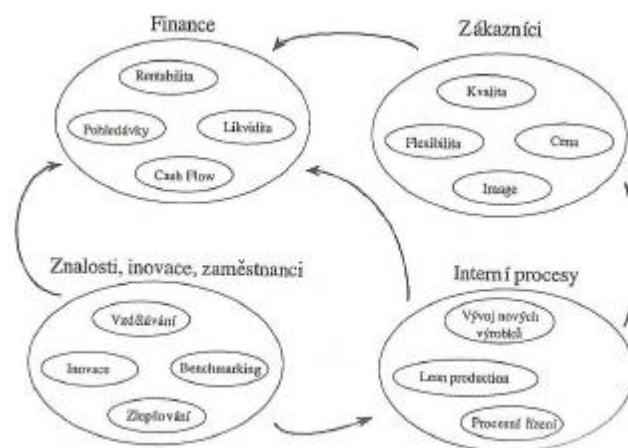 Finance
Rentabilita
Pohledávky
Likvidita
Cash Flow
Zákazníci
Kvalita
Flexibilita
Cena
Image
Znalosti, inovace, zaměstnanci
Vzdělávání
Inovace
Benchmarking
Zlepšování
Interní procesy
Vývoj nových
výrobků
Lean production
Procesní řízení